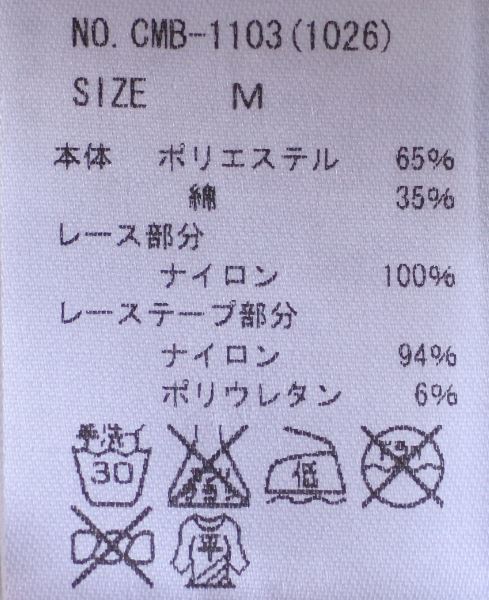 NO. CMB-1103(1026)
SIZE M
本体 ポリエステル 65%
綿 35%
レース部分
ナイロン 100%
レーステープ部分
ナイロン 94%
ポリウレタン 6%
手洗イ
30
低
平